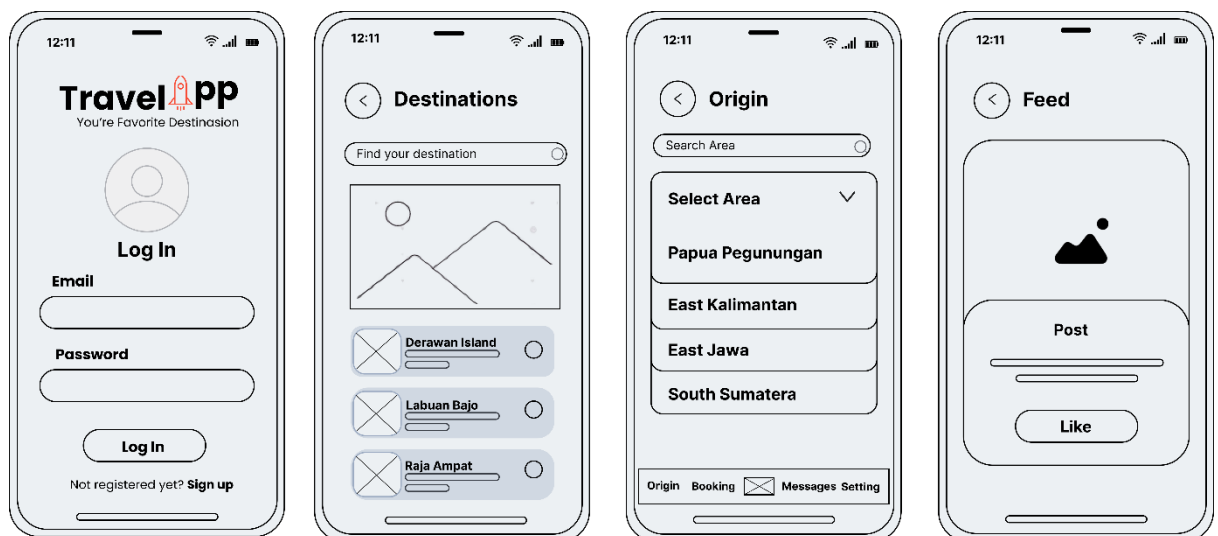 12:11
Travel pp
You're Favorite Destinasion
Log In
Email
Password
Log In
Not registered yet? Sign up
12:11
Destinations
Find your destination
Derawan Island
Labuan Bajo
Raja Ampat
12:11
Origin
Search Area
Select Area
Papua Pegunungan
East Kalimantan
East Jawa
South Sumatera
Origin Booking Messages Setting
12:11
Feed
Post
Like